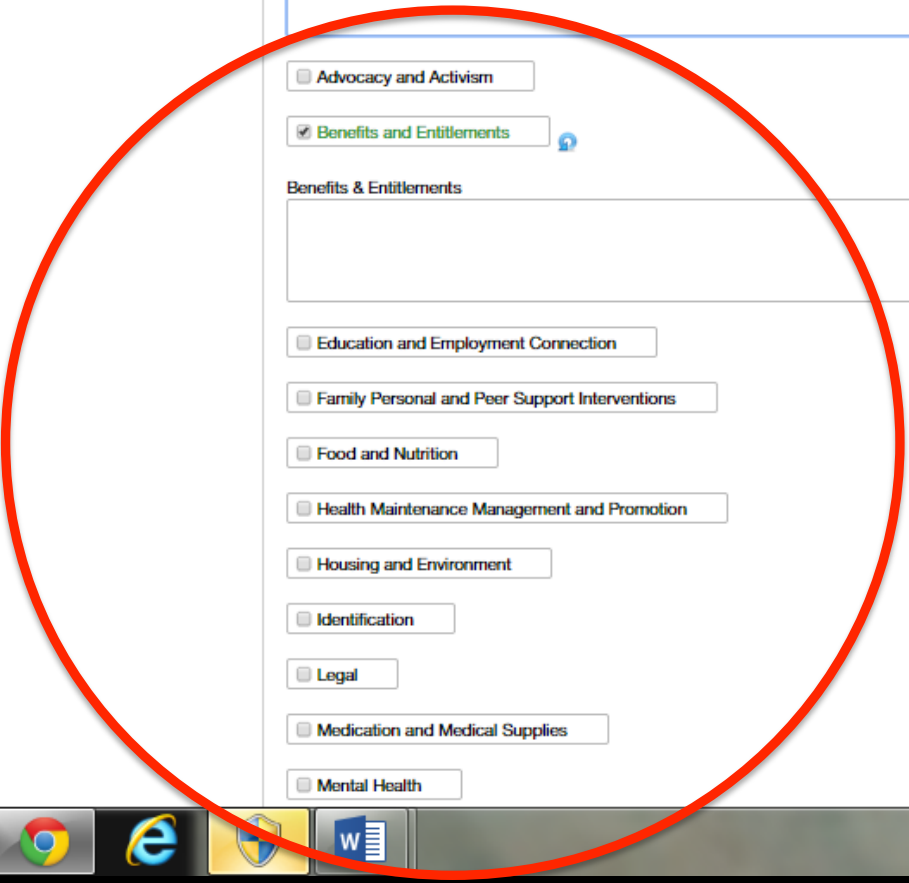 Advocacy and Activism
Benefits and Entitlements
Benefits & Entitlements
Education and Employment Connection
Family Personal and Peer Support Interventions
Food and Nutrition
Health Maintenance Management and Promotion
Housing and Environment
Identification
Legal
Medication and Medical Supplies
Mental Health
W